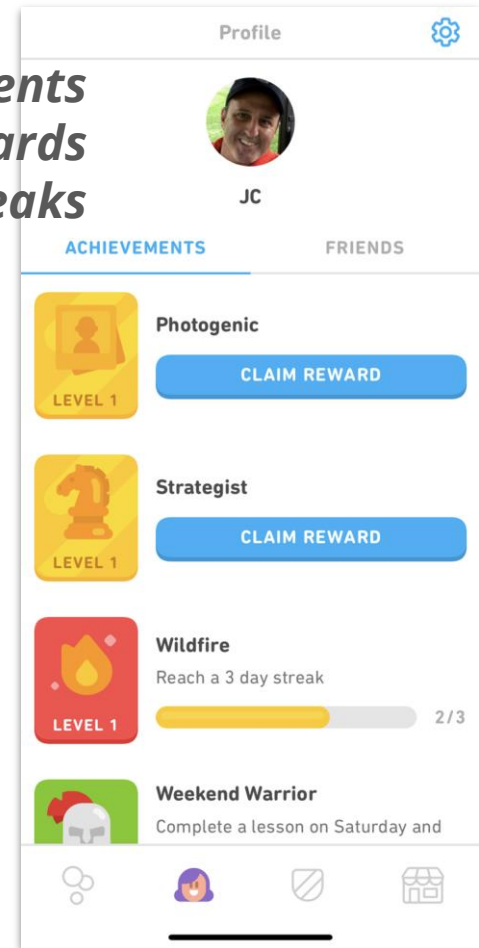 Profile
ents
ards
eaks
JC
ACHIEVEMENTS FRIENDS
Photogenic
CLAIM REWARD
LEVEL 1
Strategist
CLAIM REWARD
LEVEL 1
Wildfire
Reach a 3 day streak
2/3
LEVEL 1
Weekend Warrior
Complete a lesson on Saturday and